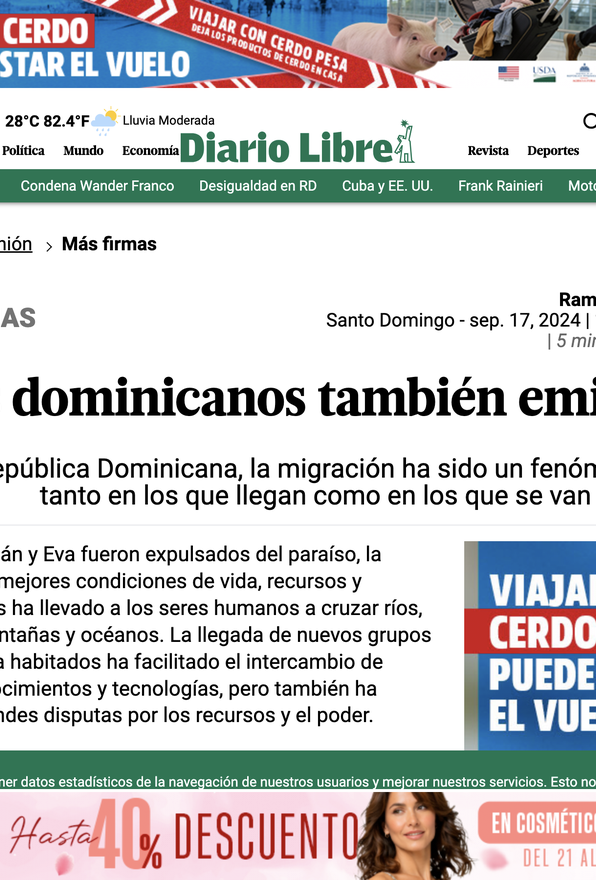 CERDO
STAR EL VUELO
VIAJAR CON CERDO PESA
DEJA LOS PRODUCTOS DE CERDO EN CASA
USDA
28°C 82.4°F Lluvia Moderada
Diario Libre
Política Mundo Economía
Revista Deportes
Condena Wander Franco Desigualdad en RD Cuba y EE. UU. Frank Rainieri Moto
nión > Más firmas
AS
Ram
Santo Domingo - sep. 17, 2024 |
| 5 min
dominicanos también emi
epública Dominicana, la migración ha sido un fenóm
tanto en los que llegan como en los que se van
án y Eva fueron expulsados del paraíso, la
mejores condiciones de vida, recursos y
s ha llevado a los seres humanos a cruzar ríos,
ntañas y océanos. La llegada de nuevos grupos
a habitados ha facilitado el intercambio de
ocimientos y tecnologías, pero también ha
ndes disputas por los recursos y el poder.
VIAJA
CERDO
PUEDE
EL VUE
ner datos estadísticos de la navegación de nuestros usuarios y mejorar nuestros servicios. Esto no
Hasta 40% DESCUENTO
EN COSMÉTICO
DEL 21 AL